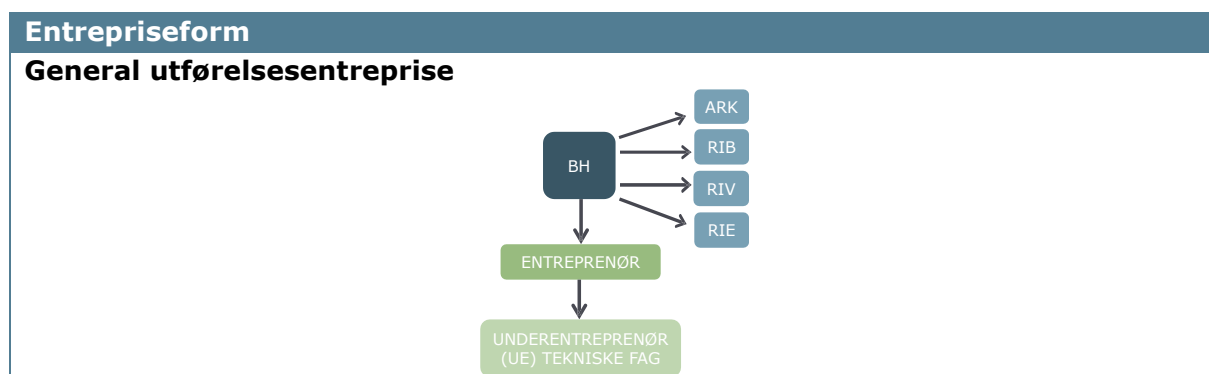 Entrepriseform
General utførelsesentreprise
ARK
RIB
BH
RIV
RIE
ENTREPRENØR
UNDERENTREPRENØR
(UE) TEKNISKE FAG